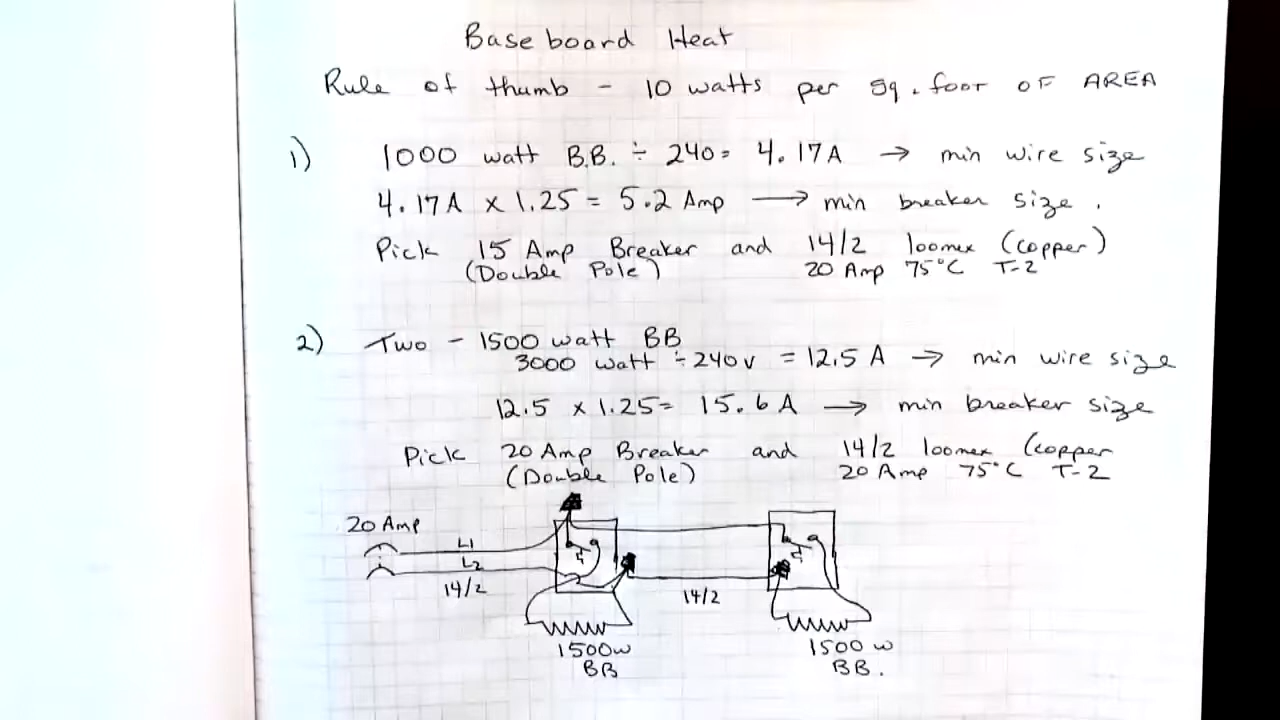 Baseboard Heat
Rule of thumb - 10 watts per sq. foot OF AREA
1) 1000 watt B.B. ÷ 240 = 4.17A → min wire size
4.17A x 1.25 = 5.2 Amp → min breaker size.
Pick 15 Amp Breaker and 14/2 loomex (copper)
(Double Pole) 20 Amp 75°C T-2
2) Two - 1500 watt BB
3000 watt ÷ 240v = 12.5 A → min wire size
12.5 x 1.25 = 15.6 A → min breaker size
Pick 20 Amp Breaker and 14/2 loomex (copper
(Double Pole) 20 Amp 75°C T-2
20 Amp
L1
L2
14/2
14/2
1500w
BB
1500 w
BB.